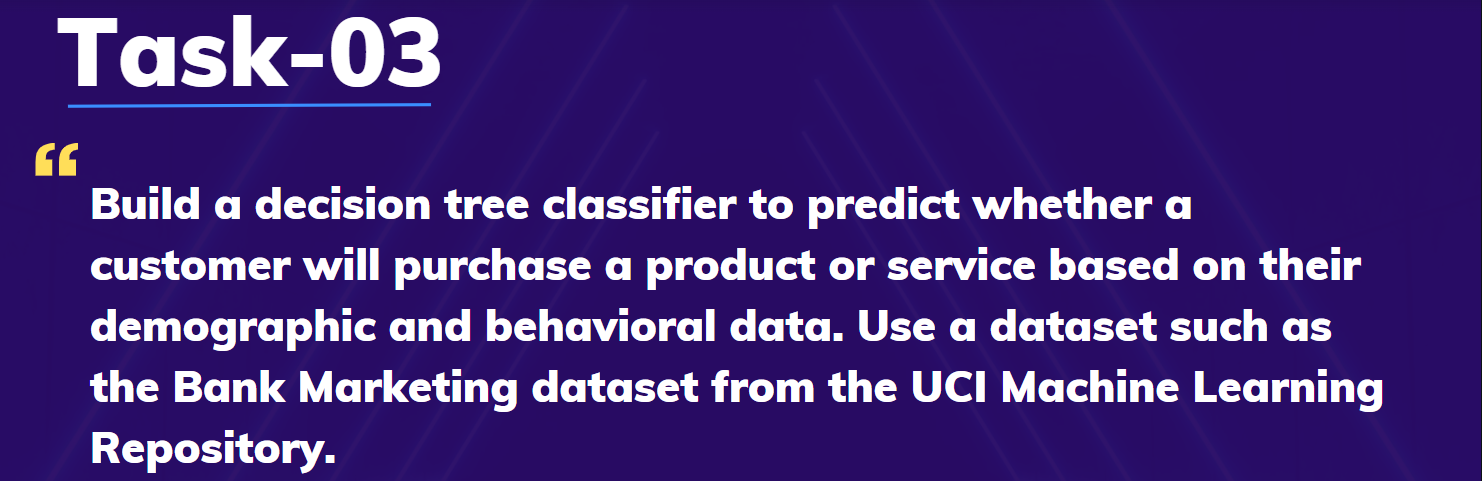 Task-03
“
Build a decision tree classifier to predict whether a
customer will purchase a product or service based on their
demographic and behavioral data. Use a dataset such as
the Bank Marketing dataset from the UCI Machine Learning
Repository.